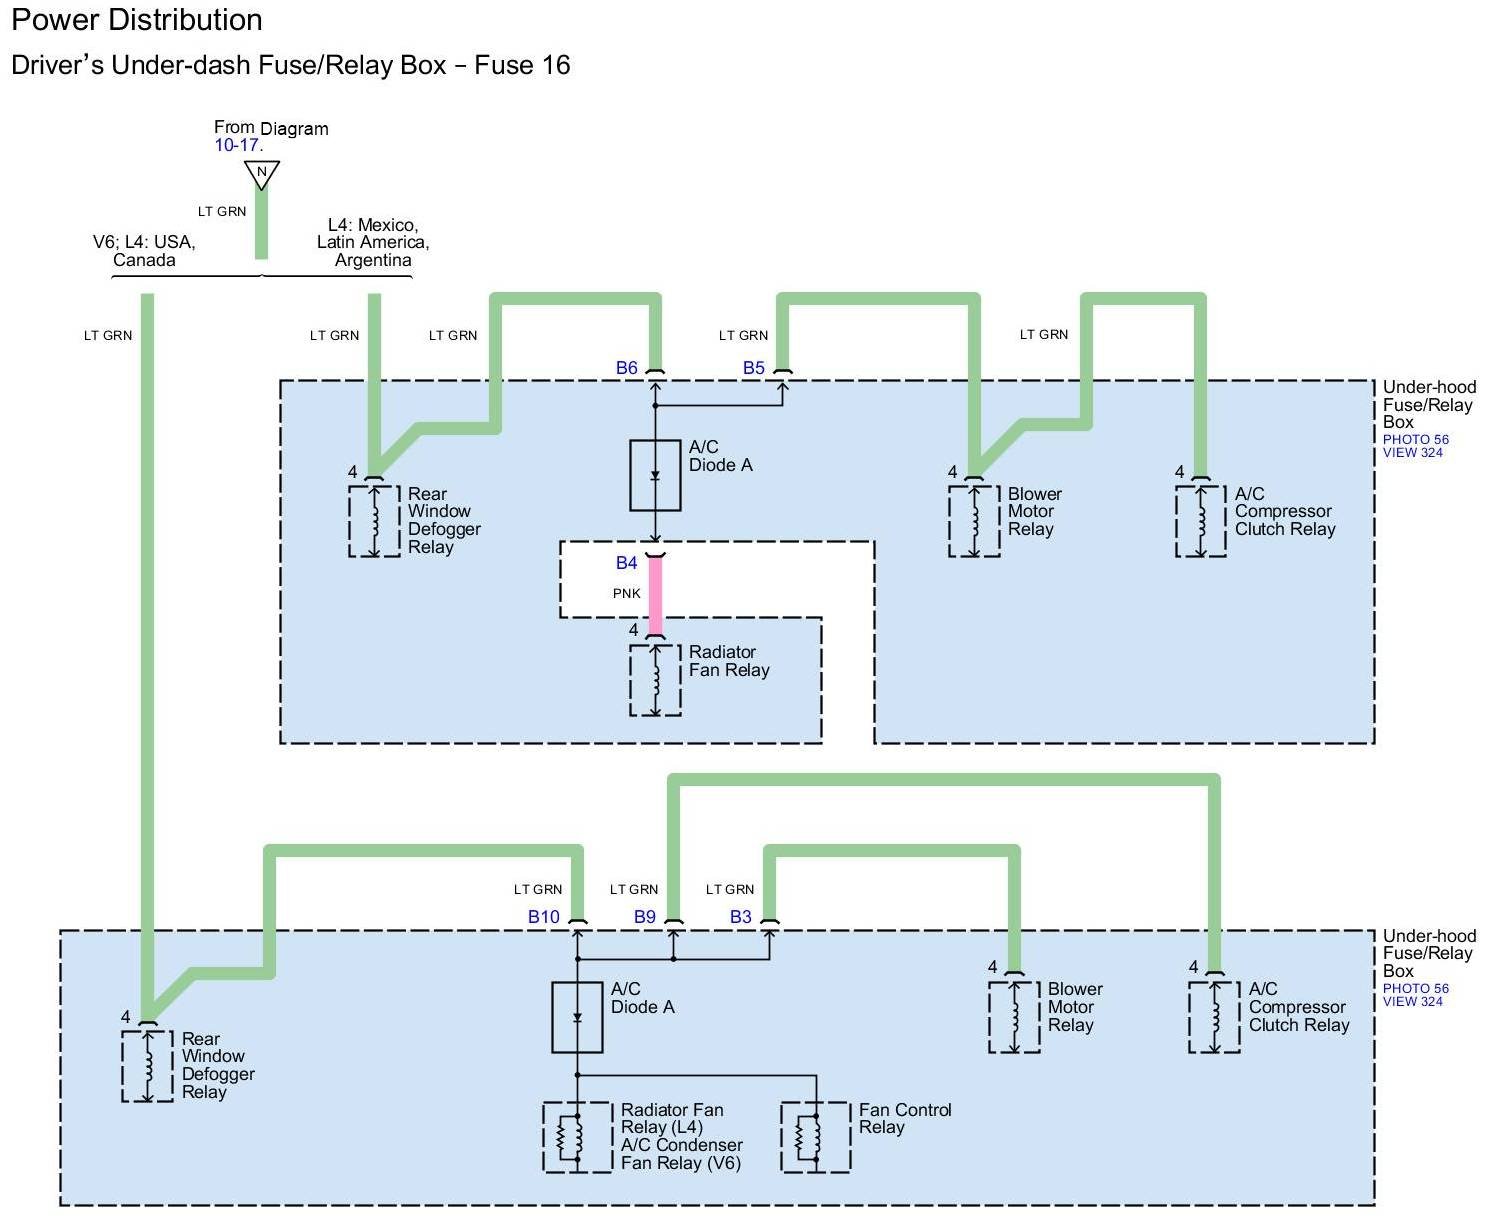 Power Distribution
Driver’s Under-dash Fuse/Relay Box – Fuse 16
From Diagram
10-17.
N
LT GRN
V6; L4: USA,
Canada
L4: Mexico,
Latin America,
Argentina
LT GRN
LT GRN
LT GRN
LT GRN
LT GRN
B6
B5
Under-hood
Fuse/Relay
Box
PHOTO 56
VIEW 324
A/C
Diode A
4
Rear
Window
Defogger
Relay
4
Blower
Motor
Relay
4
A/C
Compressor
Clutch Relay
B4
PNK
4
Radiator
Fan Relay
LT GRN
LT GRN
LT GRN
B10
B9
B3
Under-hood
Fuse/Relay
Box
PHOTO 56
VIEW 324
4
Rear
Window
Defogger
Relay
A/C
Diode A
4
Blower
Motor
Relay
4
A/C
Compressor
Clutch Relay
Radiator Fan
Relay (L4)
A/C Condenser
Fan Relay (V6)
Fan Control
Relay